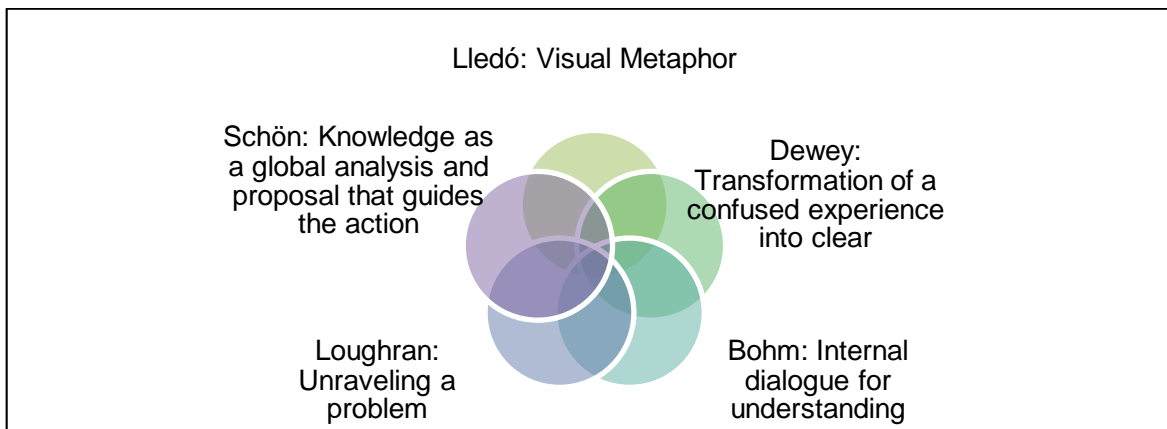 Lledó: Visual Metaphor
Schön: Knowledge as
a global analysis and
proposal that guides
the action
Dewey:
Transformation of a
confused experience
into clear
Loughran:
Unraveling a
problem
Bohm: Internal
dialogue for
understanding